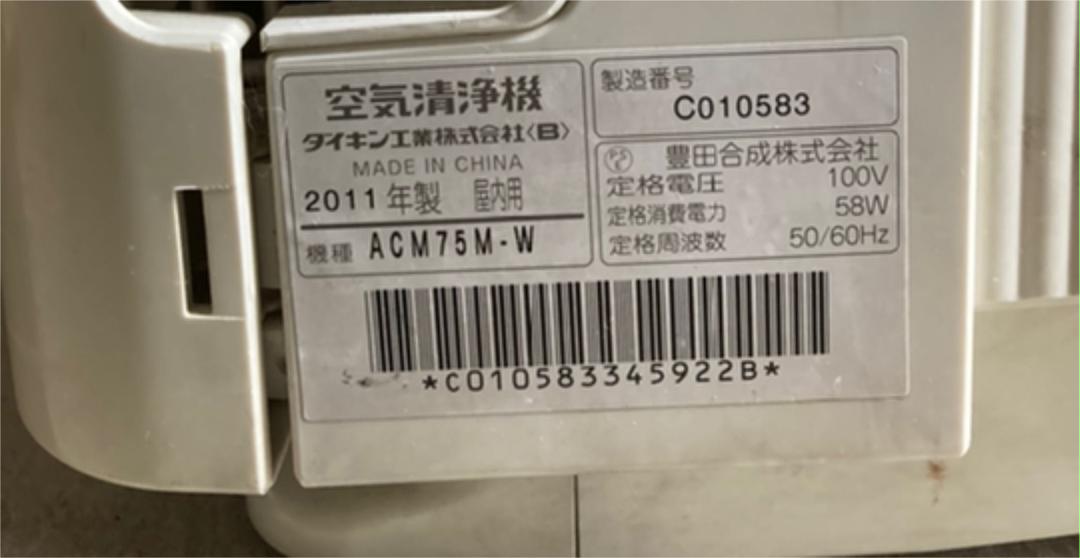 空気清浄機
ダイキン工業株式会社〈B〉
MADE IN CHINA
2011年製 屋内用
機種 ACM75M-W
製造番号
C010583
豊田合成株式会社
定格電圧 100V
定格消費電力 58W
定格周波数 50/60Hz
*C010583345922B*